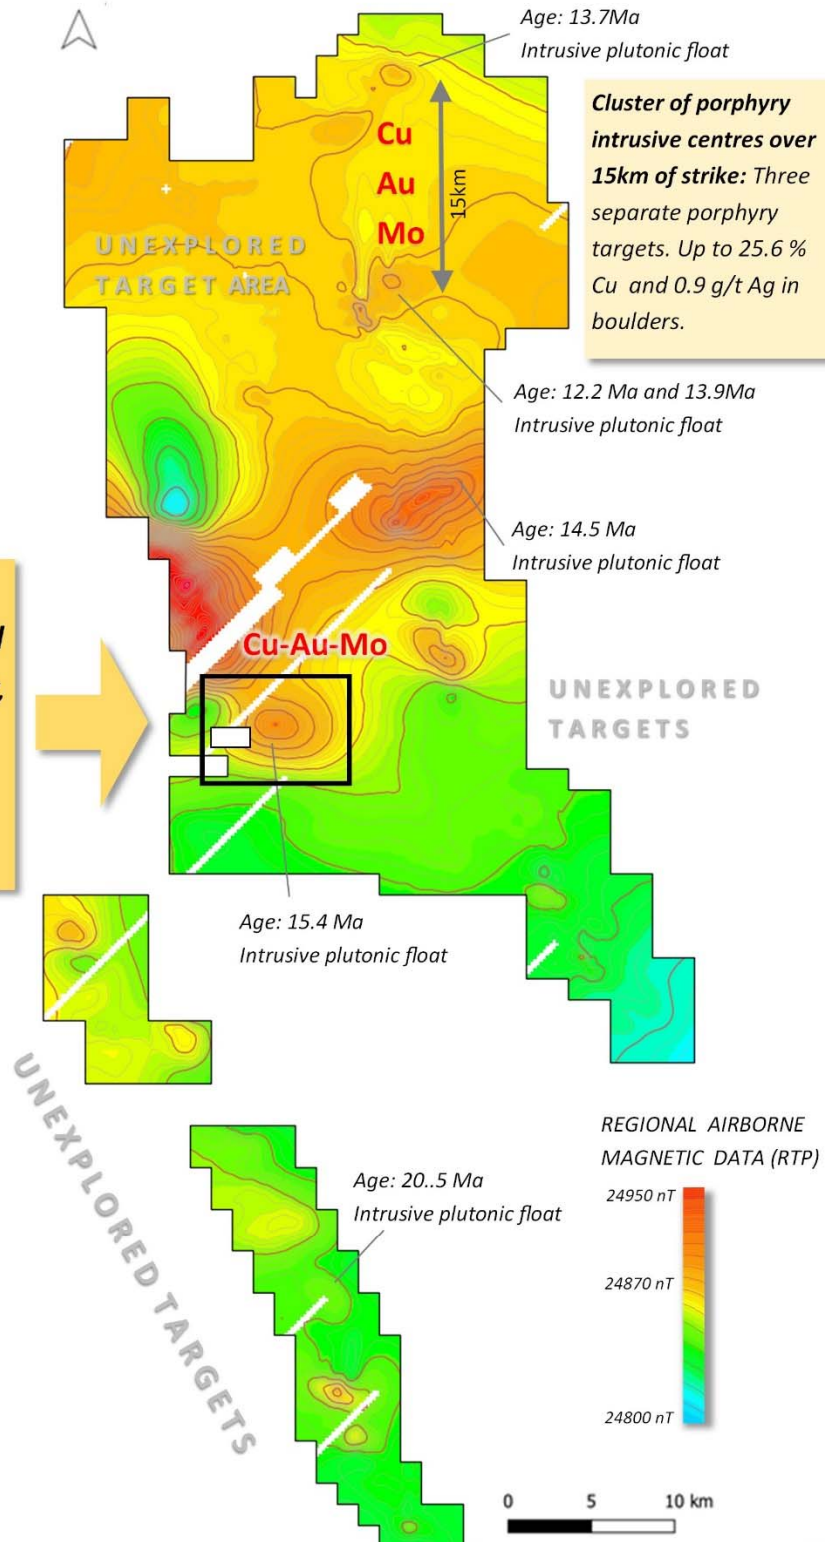 Age: 13.7Ma
Intrusive plutonic float
Cluster of porphyry
intrusive centres over
15km of strike: Three
separate porphyry
targets. Up to 25.6 %
Cu and 0.9 g/t Ag in
boulders.
Cu
Au
Mo
15km
UNEXPLORED
TARGET AREA
Age: 12.2 Ma and 13.9Ma
Intrusive plutonic float
Age: 14.5 Ma
Intrusive plutonic float
Cu-Au-Mo
UNEXPLORED
TARGETS
Age: 15.4 Ma
Intrusive plutonic float
UNEXPLORED TARGETS
Age: 20..5 Ma
Intrusive plutonic float
REGIONAL AIRBORNE
MAGNETIC DATA (RTP)
24950 nT
24870 nT
24800 nT
0 5 10 km